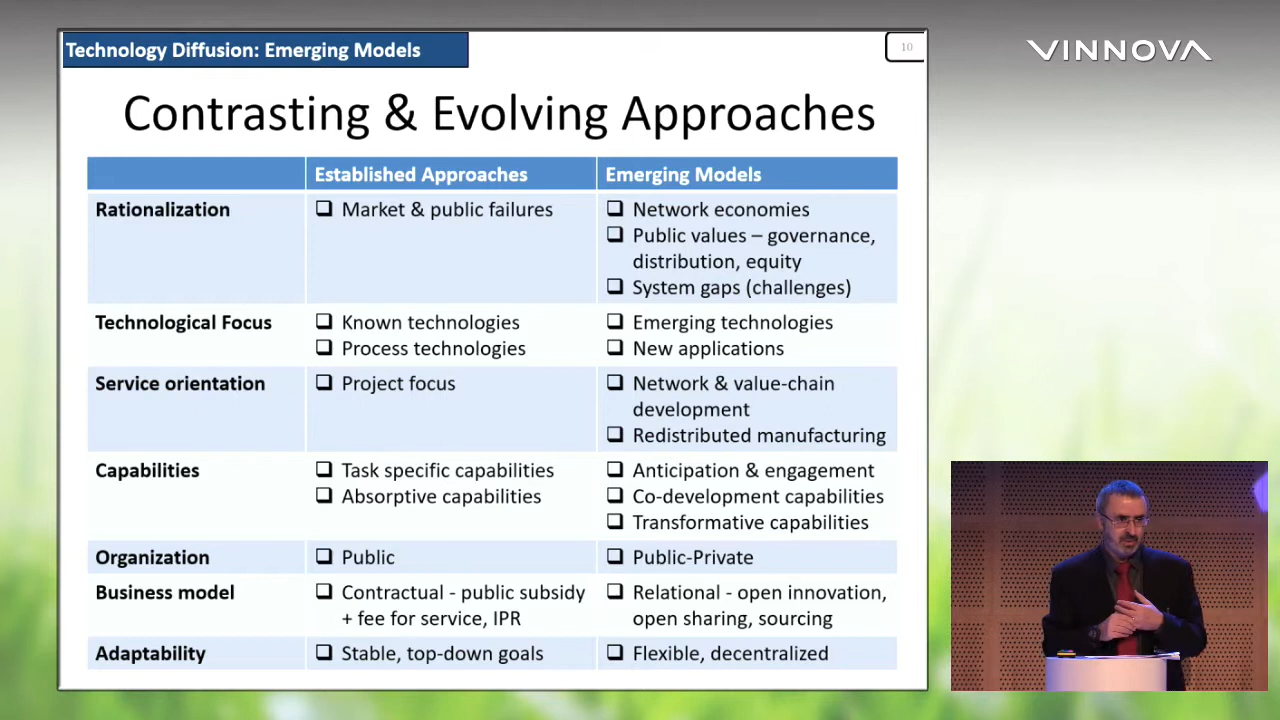 Technology Diffusion: Emerging Models
10
VINNOVA
Contrasting & Evolving Approaches
Established Approaches
Emerging Models
Rationalization
Market & public failures
Network economies
Public values – governance,
distribution, equity
System gaps (challenges)
Technological Focus
Known technologies
Process technologies
Emerging technologies
New applications
Service orientation
Project focus
Network & value-chain
development
Redistributed manufacturing
Capabilities
Task specific capabilities
Absorptive capabilities
Anticipation & engagement
Co-development capabilities
Transformative capabilities
Organization
Public
Public-Private
Business model
Contractual - public subsidy
+ fee for service, IPR
Relational - open innovation,
open sharing, sourcing
Adaptability
Stable, top-down goals
Flexible, decentralized